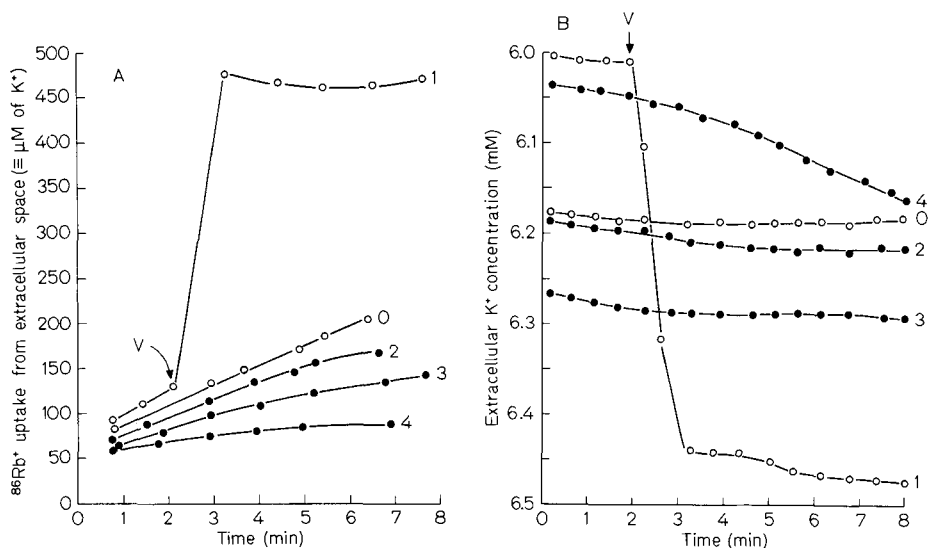 A
⁸⁶Rb⁺ uptake from extracellular space (≡ μM of K⁺)
500
450
400
350
300
250
200
150
100
50
0
V
1
0
2
3
4
0 1 2 3 4 5 6 7 8
Time (min)
B
Extracellular K⁺ concentration (mM)
6.0
6.1
6.2
6.3
6.4
6.5
V
4
0
2
3
1
0 1 2 3 4 5 6 7 8
Time (min)